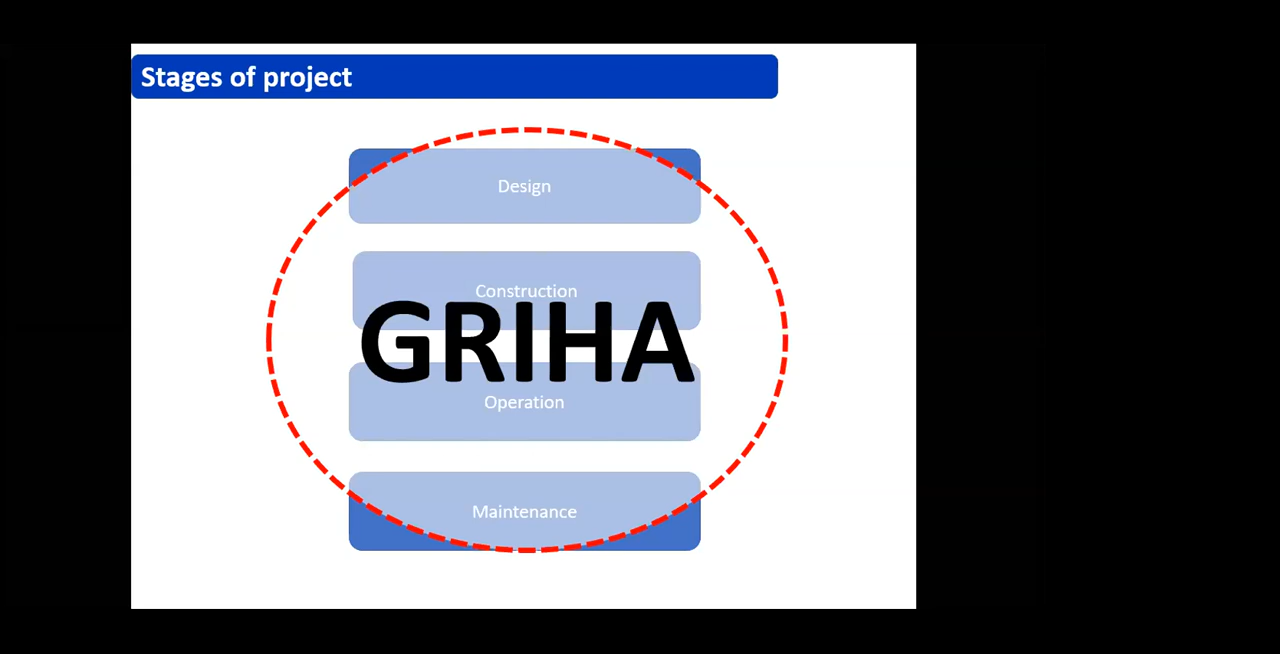 Stages of project
Design
Construction
GRIHA
Operation
Maintenance